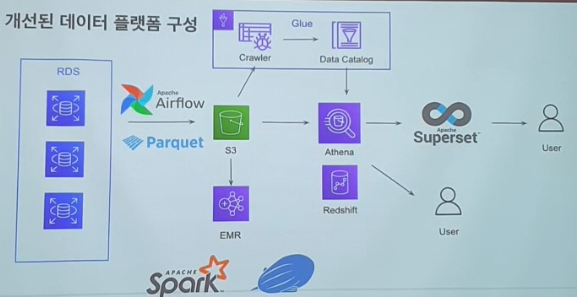 개선된 데이터 플랫폼 구성
Glue
Crawler
Data Catalog
RDS
Apache
Airflow
Parquet
S3
Athena
Apache
Superset
User
Redshift
User
EMR
APACHE
Spark